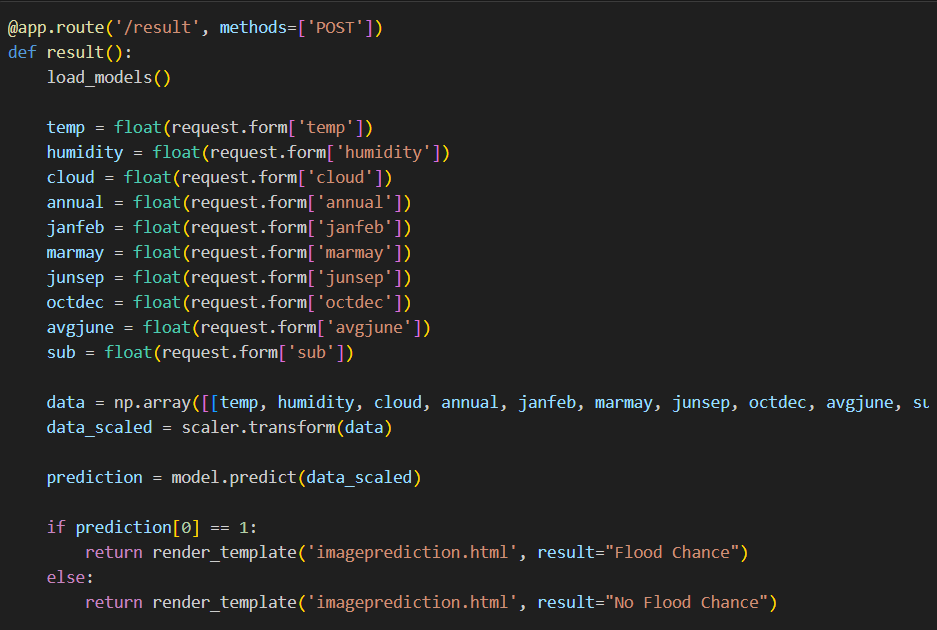 @app.route('/result', methods=['POST'])
def result():
    load_models()

    temp = float(request.form['temp'])
    humidity = float(request.form['humidity'])
    cloud = float(request.form['cloud'])
    annual = float(request.form['annual'])
    janfeb = float(request.form['janfeb'])
    marmay = float(request.form['marmay'])
    junsep = float(request.form['junsep'])
    octdec = float(request.form['octdec'])
    avgjune = float(request.form['avgjune'])
    sub = float(request.form['sub'])

    data = np.array([[temp, humidity, cloud, annual, janfeb, marmay, junsep, octdec, avgjune,
    data_scaled = scaler.transform(data)

    prediction = model.predict(data_scaled)

    if prediction[0] == 1:
        return render_template('imageprediction.html', result="Flood Chance")
    else:
        return render_template('imageprediction.html', result="No Flood Chance")